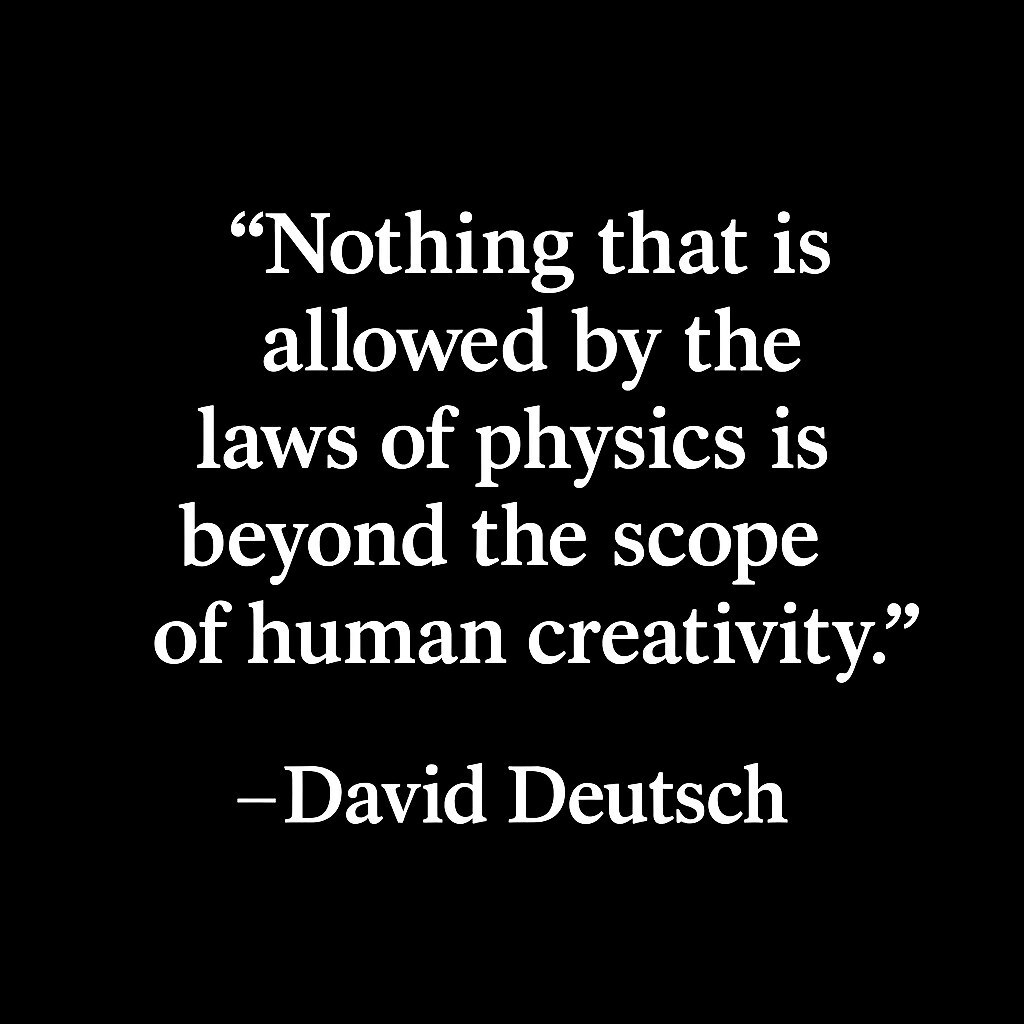 “Nothing that is
allowed by the
laws of physics is
beyond the scope
of human creativity.”
–David Deutsch